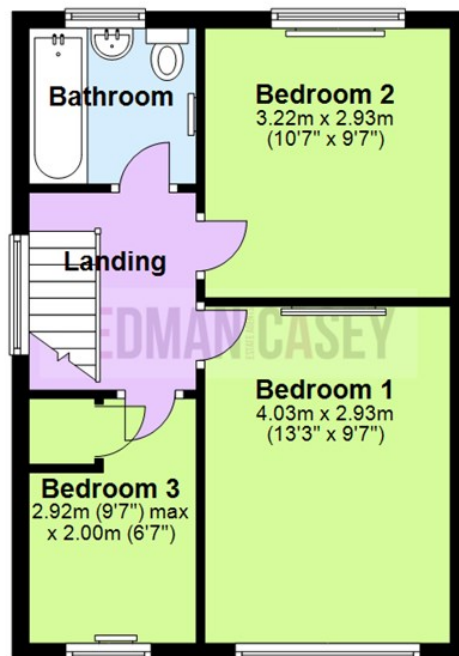 Bathroom
Bedroom 2
3.22m x 2.93m
(10'7" x 9'7")
Landing
EDMAN CASEY
Bedroom 1
4.03m x 2.93m
(13'3" x 9'7")
Bedroom 3
2.92m (9'7") max
x 2.00m (6'7")